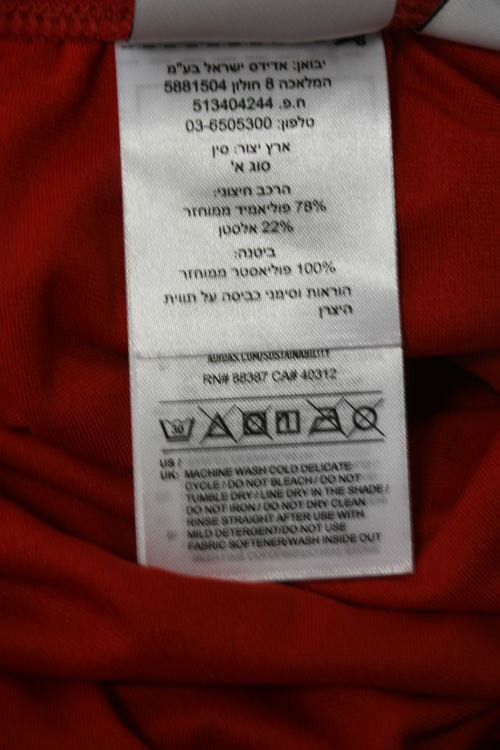 יבואן: אדידס ישראל בע"מ
המלאכה 8 חולון 5881504
ח.פ. 513404244
טלפון: 03-6505300
ארץ יצור: סין
סוג א'
הרכב חיצוני:
78% פוליאמיד ממוחזר
22% אלסטן
ביטנה:
100% פוליאסטר ממוחזר
הוראות וסימני כביסה על תווית
היצרן
ADIDAS.COM/SUSTAINABILITY
RN# 88387 CA# 40312
30
US /
UK: MACHINE WASH COLD DELICATE
CYCLE / DO NOT BLEACH / DO NOT
TUMBLE DRY / LINE DRY IN THE SHADE /
DO NOT IRON / DO NOT DRY CLEAN
RINSE STRAIGHT AFTER USE WITH
MILD DETERGENT/DO NOT USE
FABRIC SOFTENER/WASH INSIDE OUT